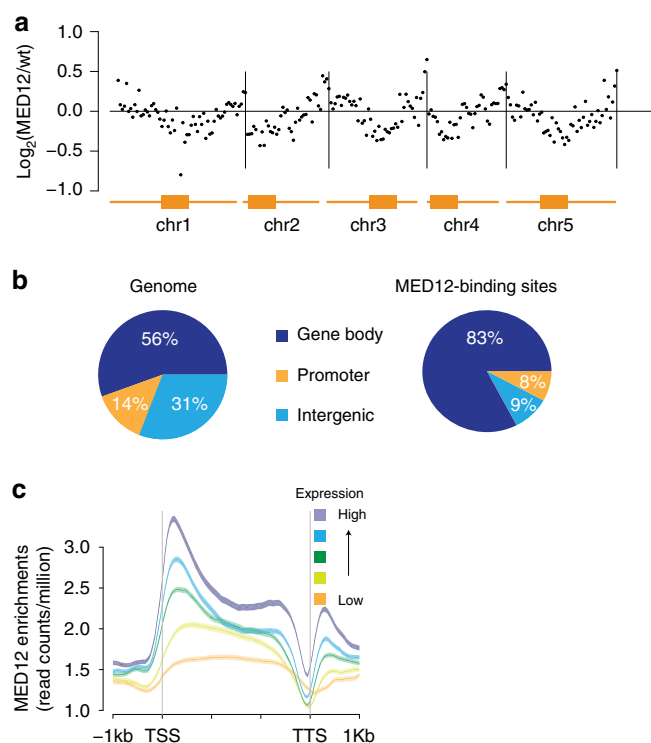 a
Log2(MED12/wt)
1.0
0.5
0.0
−0.5
−1.0
chr1 chr2 chr3 chr4 chr5
b
Genome
MED12-binding sites
56%
14%
31%
Gene body
Promoter
Intergenic
83%
8%
9%
c
MED12 enrichments
(read counts/million)
3.0
2.5
2.0
1.5
1.0
Expression
High
Low
−1kb TSS TTS 1Kb